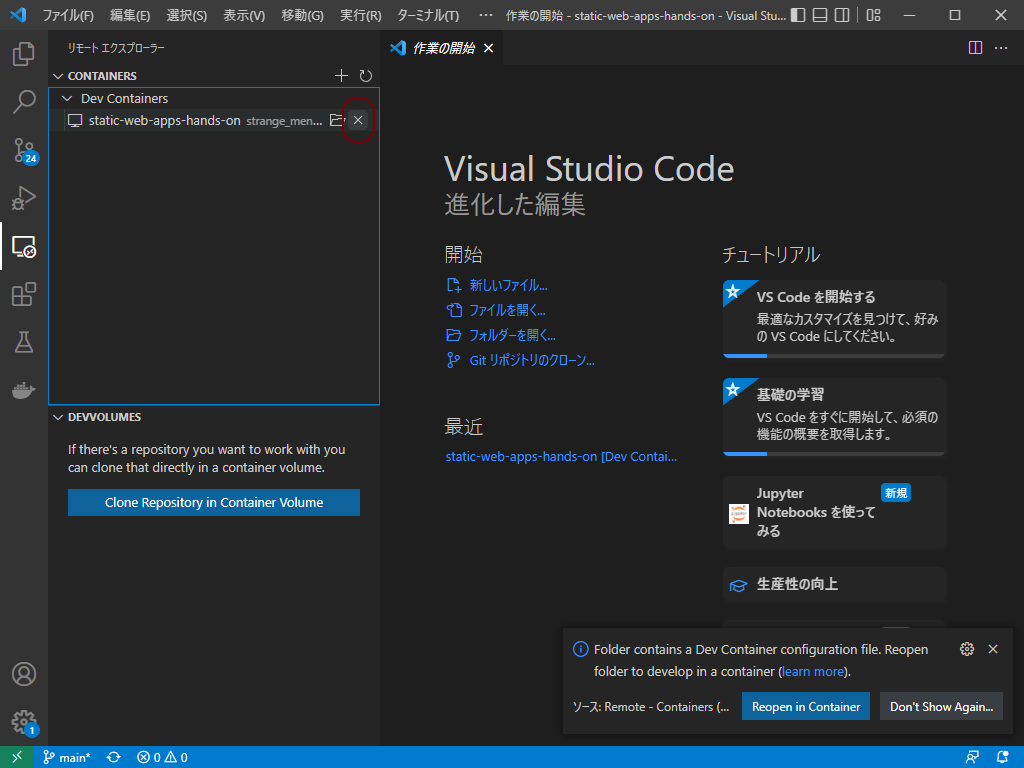 ファイル(F) 編集(E) 選択(S) 表示(V) 移動(G) 実行(R) ターミナル(T) ··· 作業の開始 - static-web-apps-hands-on - Visual Stu...
リモート エクスプローラー
CONTAINERS
Dev Containers
static-web-apps-hands-on strange_men...
24
DEVVOLUMES
If there's a repository you want to work with you
can clone that directly in a container volume.
Clone Repository in Container Volume
1
作業の開始
Visual Studio Code
進化した編集
開始
新しいファイル...
ファイルを開く...
フォルダーを開く...
Git リポジトリのクローン...
最近
static-web-apps-hands-on [Dev Contai...
チュートリアル
VS Code を開始する
最適なカスタマイズを見つけて、好み
の VS Code にしてください。
基礎の学習
VS Code をすぐに開始して、必須の
機能の概要を取得します。
Jupyter 新規
Notebooks を使って
みる
生産性の向上
Folder contains a Dev Container configuration file. Reopen
folder to develop in a container (learn more).
ソース: Remote - Containers (...
Reopen in Container
Don't Show Again...
main* 0 0